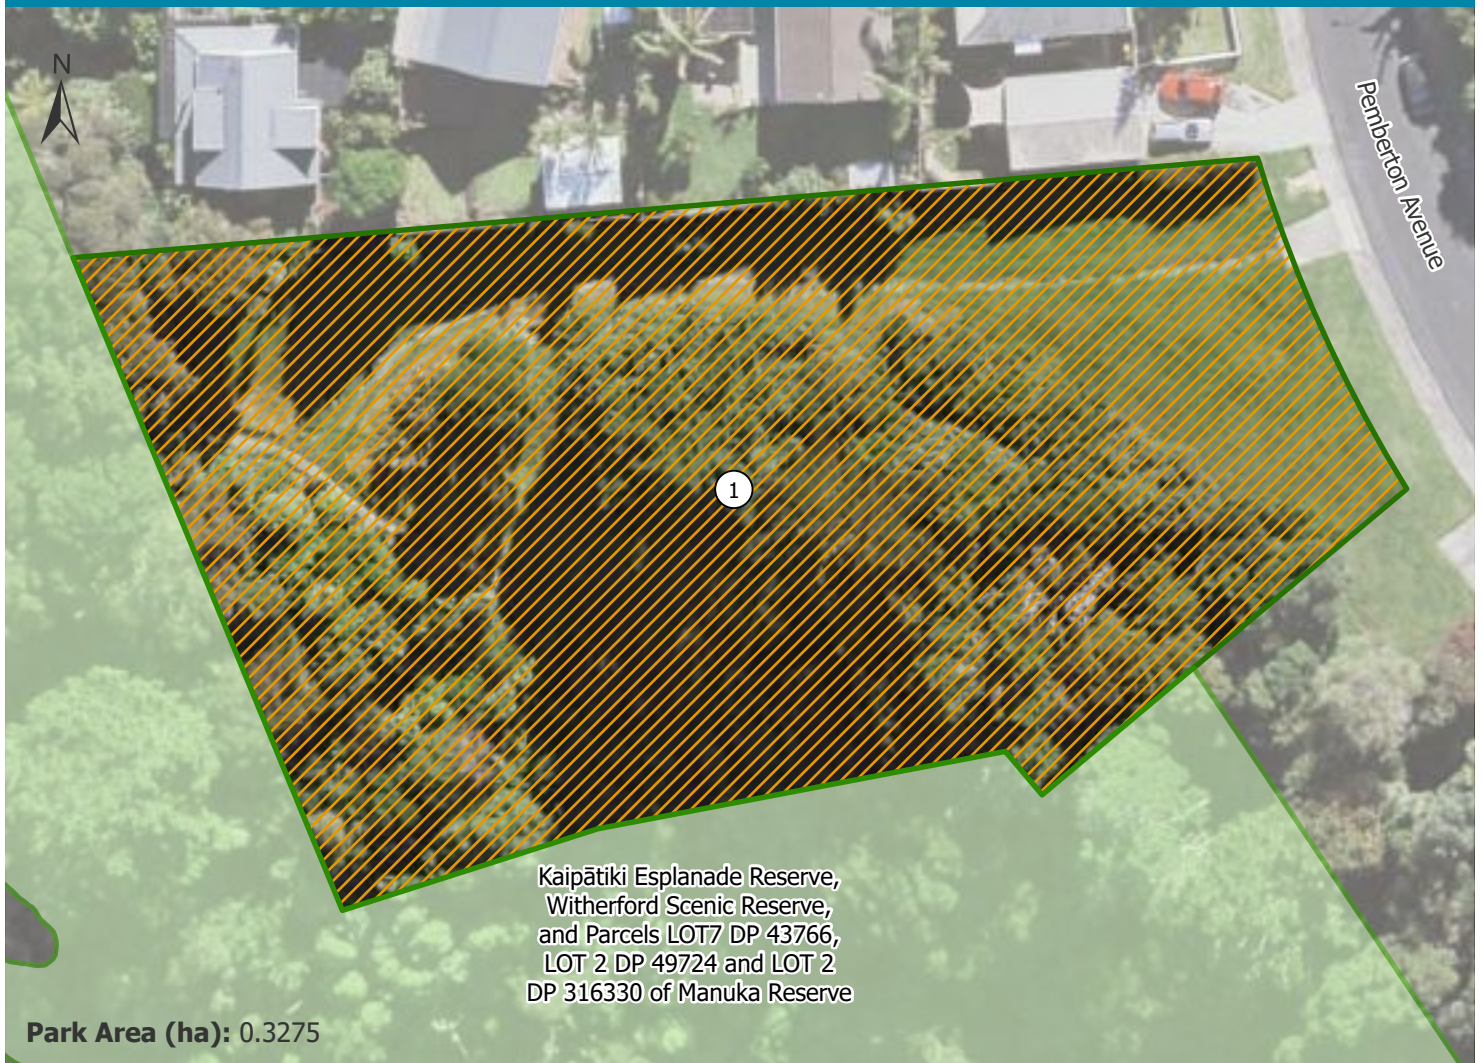 N
Pemberton Avenue
1
Kaipātiki Esplanade Reserve,
Witherford Scenic Reserve,
and Parcels LOT7 DP 43766,
LOT 2 DP 49724 and LOT 2
DP 316330 of Manuka Reserve
Park Area (ha): 0.3275